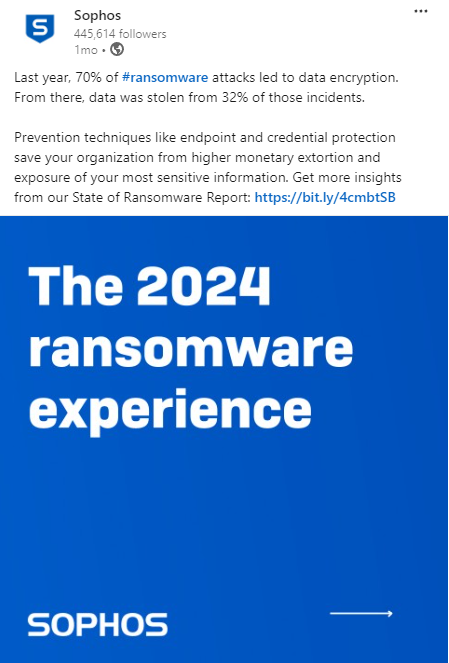 Sophos
445,614 followers
1mo •
Last year, 70% of #ransomware attacks led to data encryption.
From there, data was stolen from 32% of those incidents.
Prevention techniques like endpoint and credential protection
save your organization from higher monetary extortion and
exposure of your most sensitive information. Get more insights
from our State of Ransomware Report: https://bit.ly/4cmbtSB
The 2024
ransomware
experience
SOPHOS